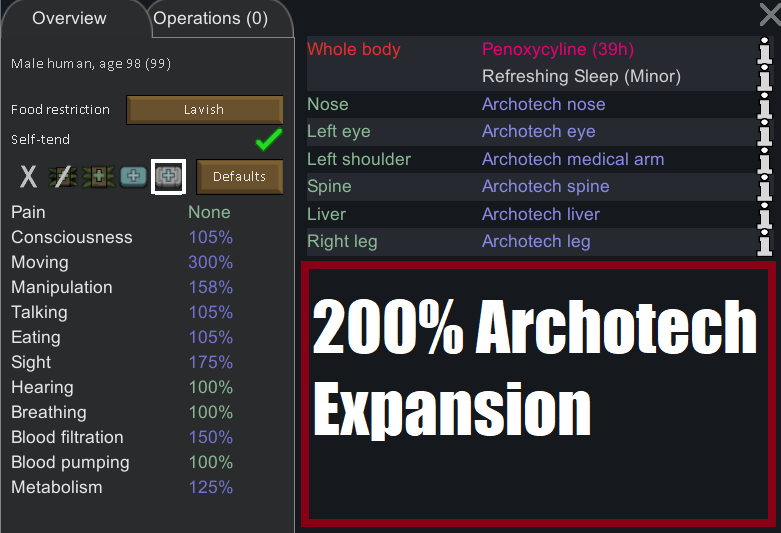 Overview Operations (0)
Male human, age 98 (99)
Food restriction Lavish
Self-tend
Defaults
Pain None
Consciousness 105%
Moving 300%
Manipulation 158%
Talking 105%
Eating 105%
Sight 175%
Hearing 100%
Breathing 100%
Blood filtration 150%
Blood pumping 100%
Metabolism 125%
Whole body Penoxycyline (39h)
Refreshing Sleep (Minor)
Nose Archotech nose
Left eye Archotech eye
Left shoulder Archotech medical arm
Spine Archotech spine
Liver Archotech liver
Right leg Archotech leg
200% Archotech
Expansion